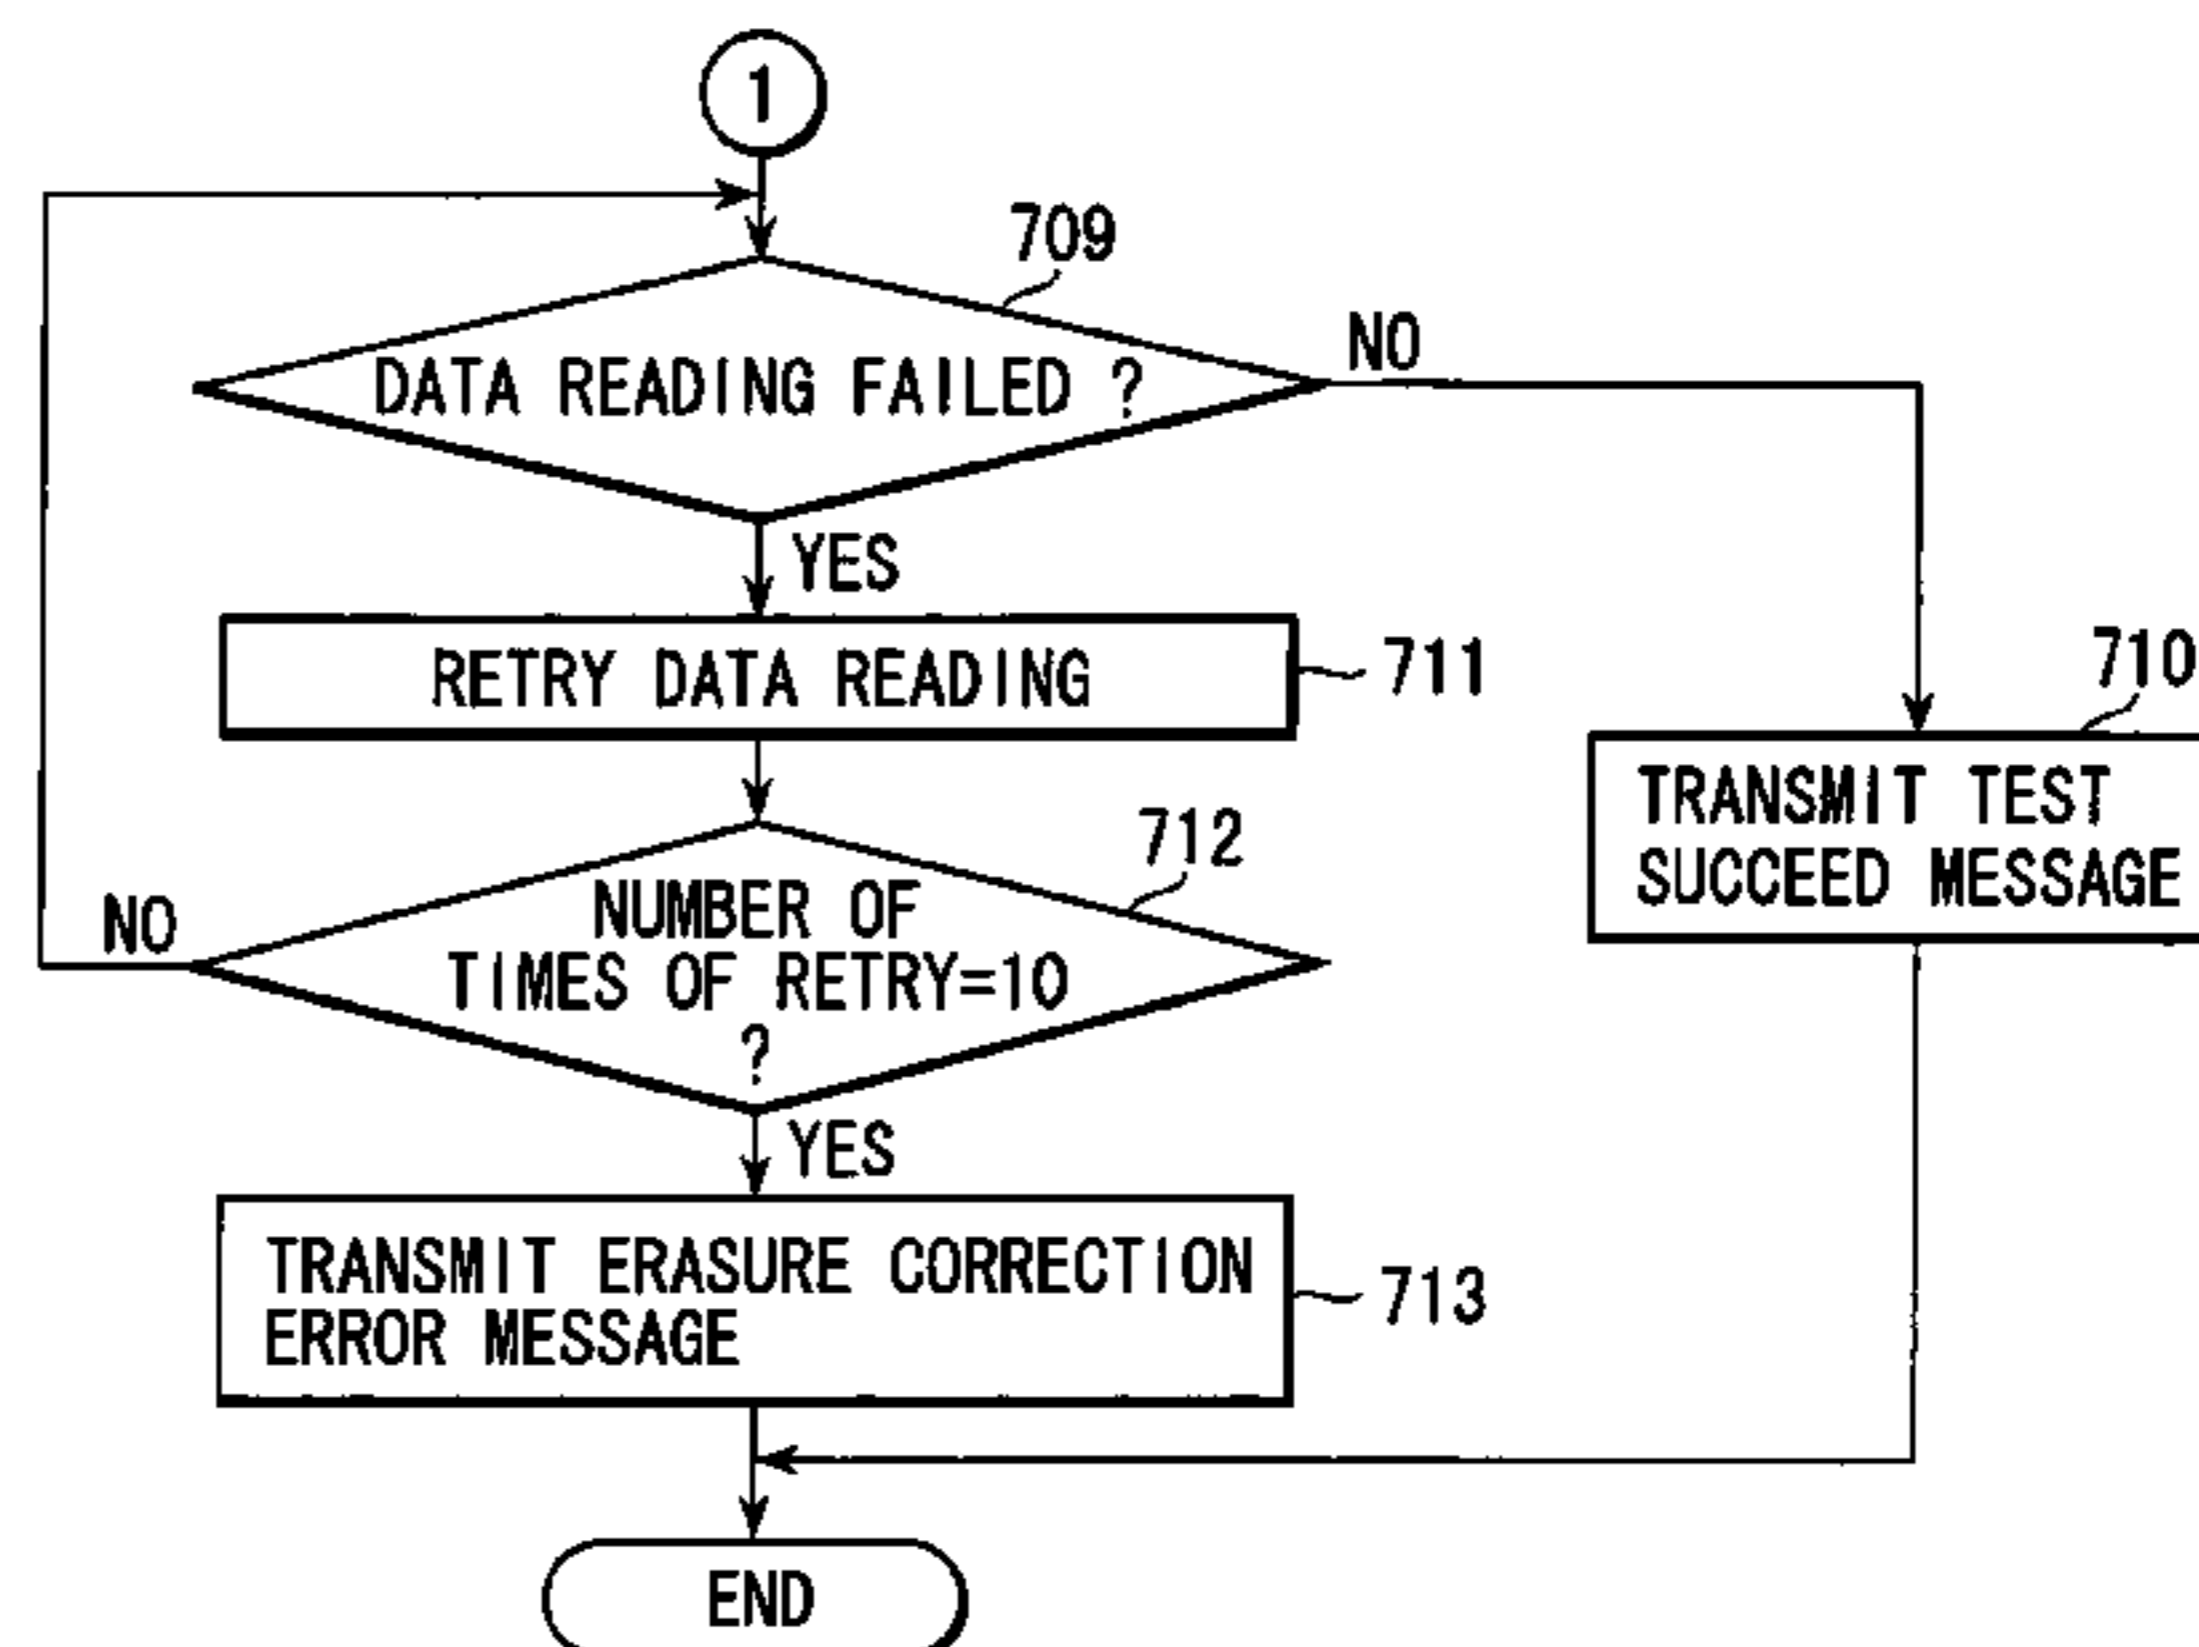 1
709
DATA READING FAILED ?
NO
YES
RETRY DATA READING
711
710
TRANSMIT TEST
SUCCEED MESSAGE
712
NUMBER OF
TIMES OF RETRY=10
?
NO
YES
TRANSMIT ERASURE CORRECTION
ERROR MESSAGE
713
END